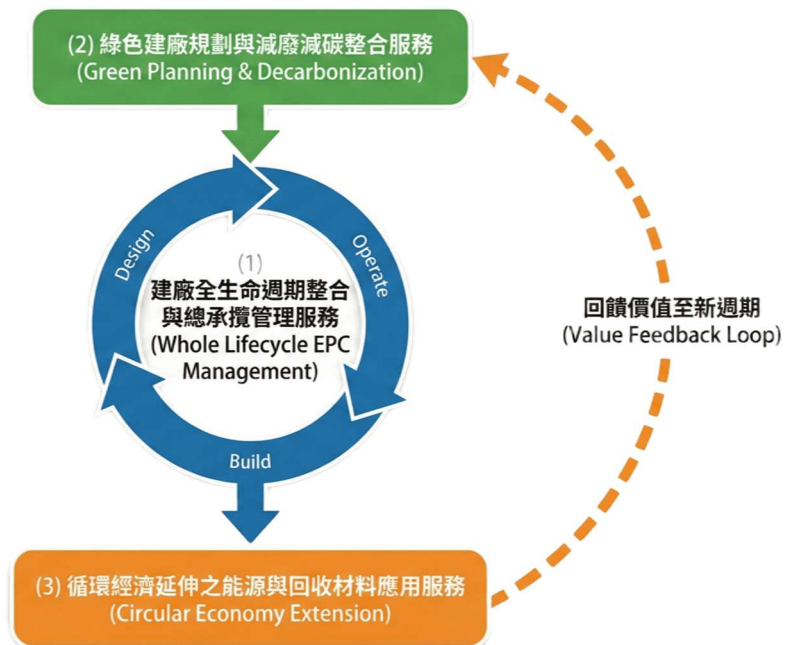 (2) 綠色建廠規劃與減廢減碳整合服務
(Green Planning & Decarbonization)
Design
Operate
(1)
建廠全生命週期整合
與總承攬管理服務
(Whole Lifecycle EPC
Management)
Build
回饋價值至新週期
(Value Feedback Loop)
(3) 循環經濟延伸之能源與回收材料應用服務
(Circular Economy Extension)